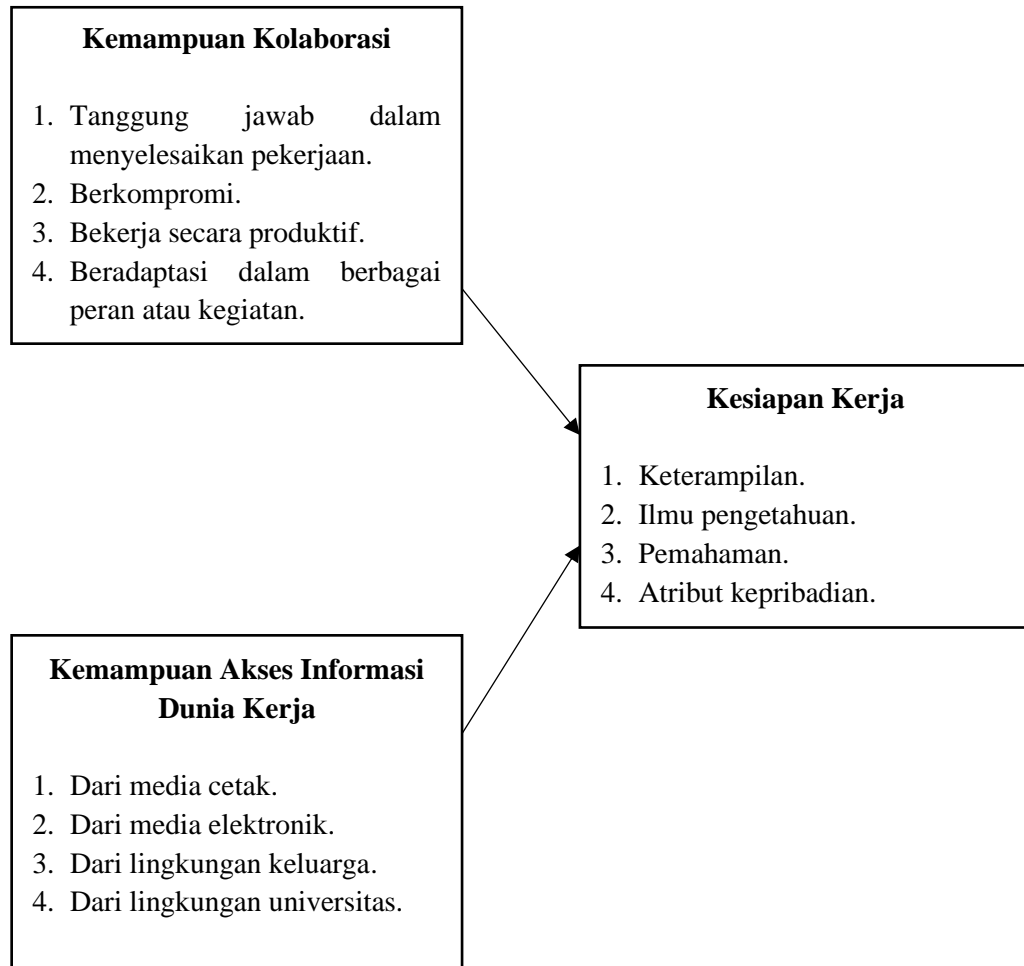 Kemampuan Kolaborasi
1. Tanggung jawab dalam
menyelesaikan pekerjaan.
2. Berkompromi.
3. Bekerja secara produktif.
4. Beradaptasi dalam berbagai
peran atau kegiatan.
Kesiapan Kerja
1. Keterampilan.
2. Ilmu pengetahuan.
3. Pemahaman.
4. Atribut kepribadian.
Kemampuan Akses Informasi
Dunia Kerja
1. Dari media cetak.
2. Dari media elektronik.
3. Dari lingkungan keluarga.
4. Dari lingkungan universitas.